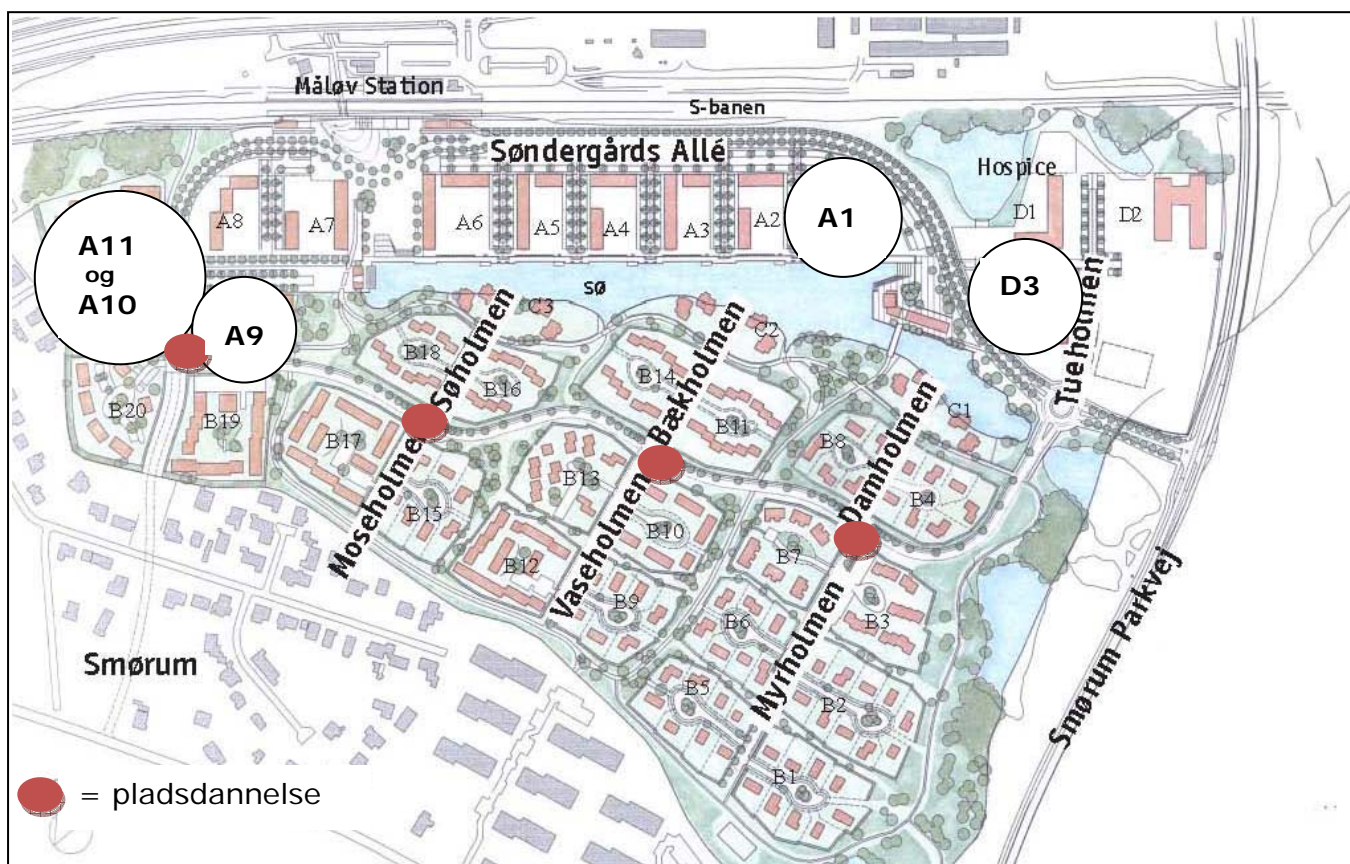 Måløv Station
S-banen
Søndergårds Allé
Hospice
A8
A7
A6
A5
A4
A3
A2
A1
D1
D2
A11
og
A10
A9
D3
sø
Tueholmen
C3
C2
C1
Søholmen
Bækholmen
Damholmen
B18
B16
B14
B11
B8
B4
B20
B19
B17
B15
B13
B10
B12
B9
B7
B6
B3
B5
B2
B1
Moseholmen
Vaseholmen
Myrholmen
Smørum Parkvej
Smørum
= pladsdannelse